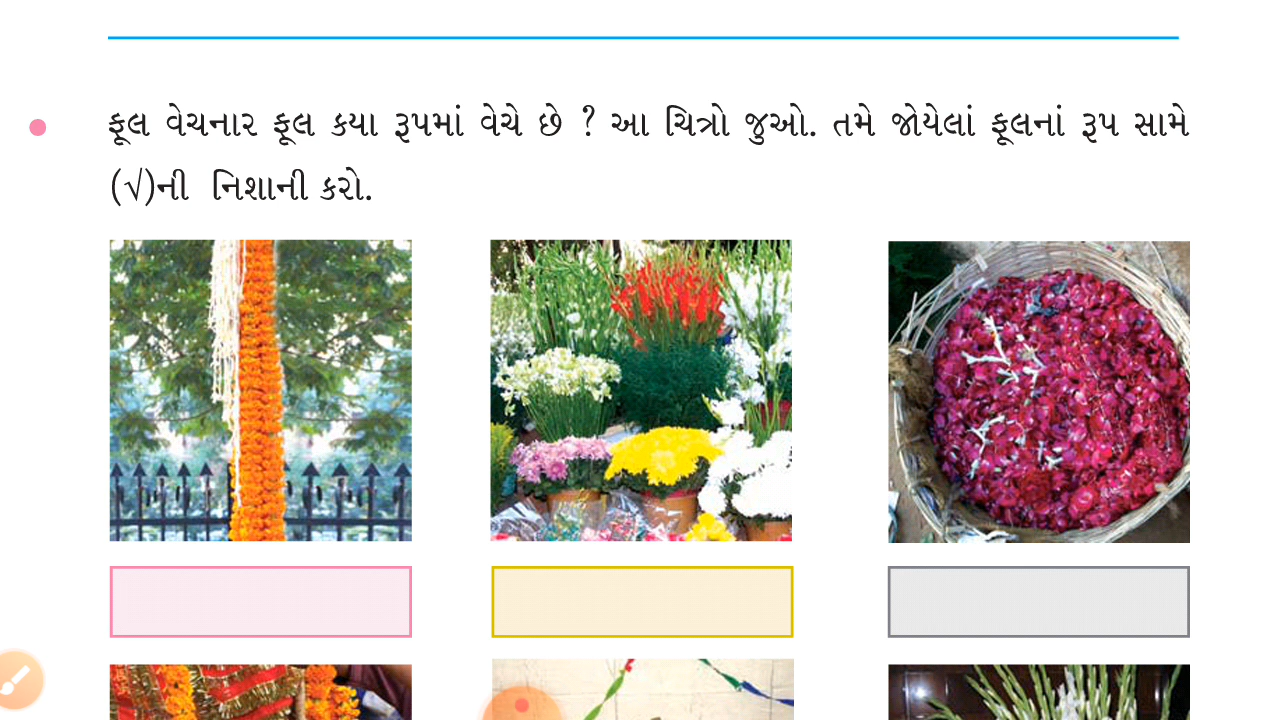 ફૂલ વેચનાર ફૂલ કયા રૂપમાં વેચે છે ? આ ચિત્રો જુઓ. તમે જોયેલાં ફૂલનાં રૂપ સામે
(√)ની નિશાની કરો.